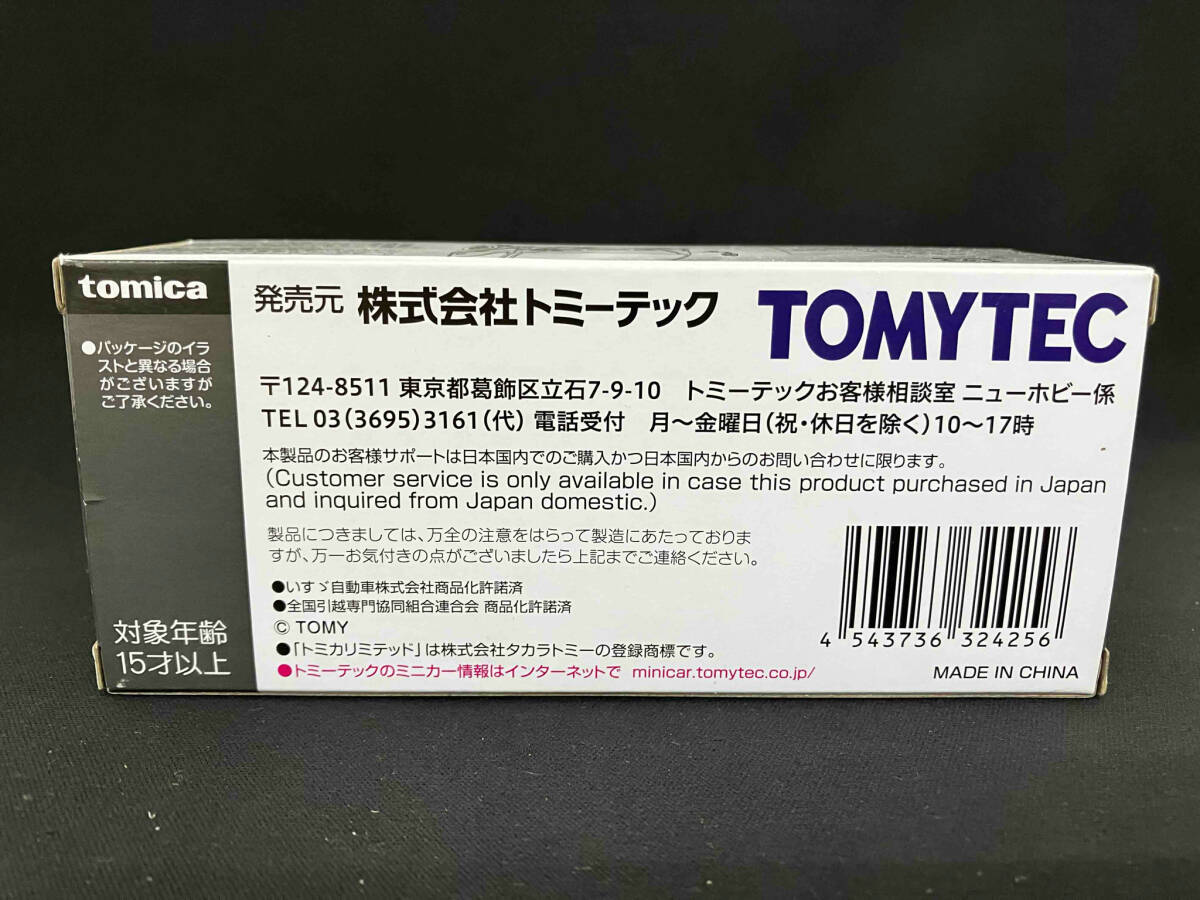 tomica
●パッケージのイラ
ストと異なる場合
がございますが
ご了承ください。
対象年齢
15才以上
発売元 株式会社トミーテック TOMYTEC
〒124-8511 東京都葛飾区立石7-9-10 トミーテックお客様相談室 ニューホビー係
TEL 03(3695)3161(代) 電話受付 月〜金曜日(祝・休日を除く)10〜17時
本製品のお客様サポートは日本国内でのご購入かつ日本国内からのお問い合わせに限ります。
(Customer service is only available in case this product purchased in Japan
and inquired from Japan domestic.)
製品につきましては、万全の注意をはらって製造にあたっておりま
すが、万一お気付きの点がございましたら上記までご連絡ください。
●いすゞ自動車株式会社商品化許諾済
●全国引越専門協同組合連合会 商品化許諾済
© TOMY
●「トミカリミテッド」は株式会社タカラトミーの登録商標です。
●トミーテックのミニカー情報はインターネットで minicar.tomytec.co.jp/
4 543736 324256
MADE IN CHINA